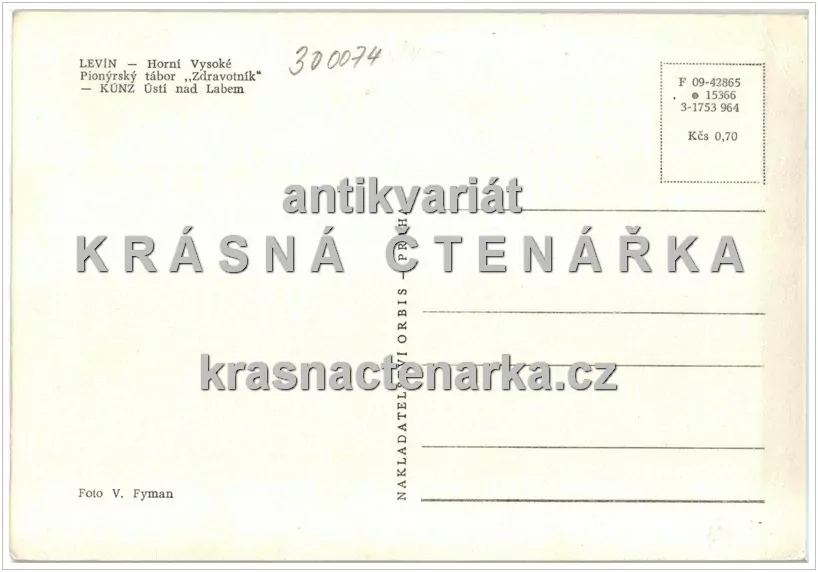 LEVÍN — Horní Vysoké
Pionýrský tábor „Zdravotník"
— KÚNZ Ústí nad Labem
300074
F 09-42865
15366
3-1753 964
Kčs 0,70
antikvariát
KRÁSNÁ ČTENÁŘKA
krasnactenarka.cz
NAKLADATELSTVÍ ORBIS - PRAHA
Foto V. Fyman